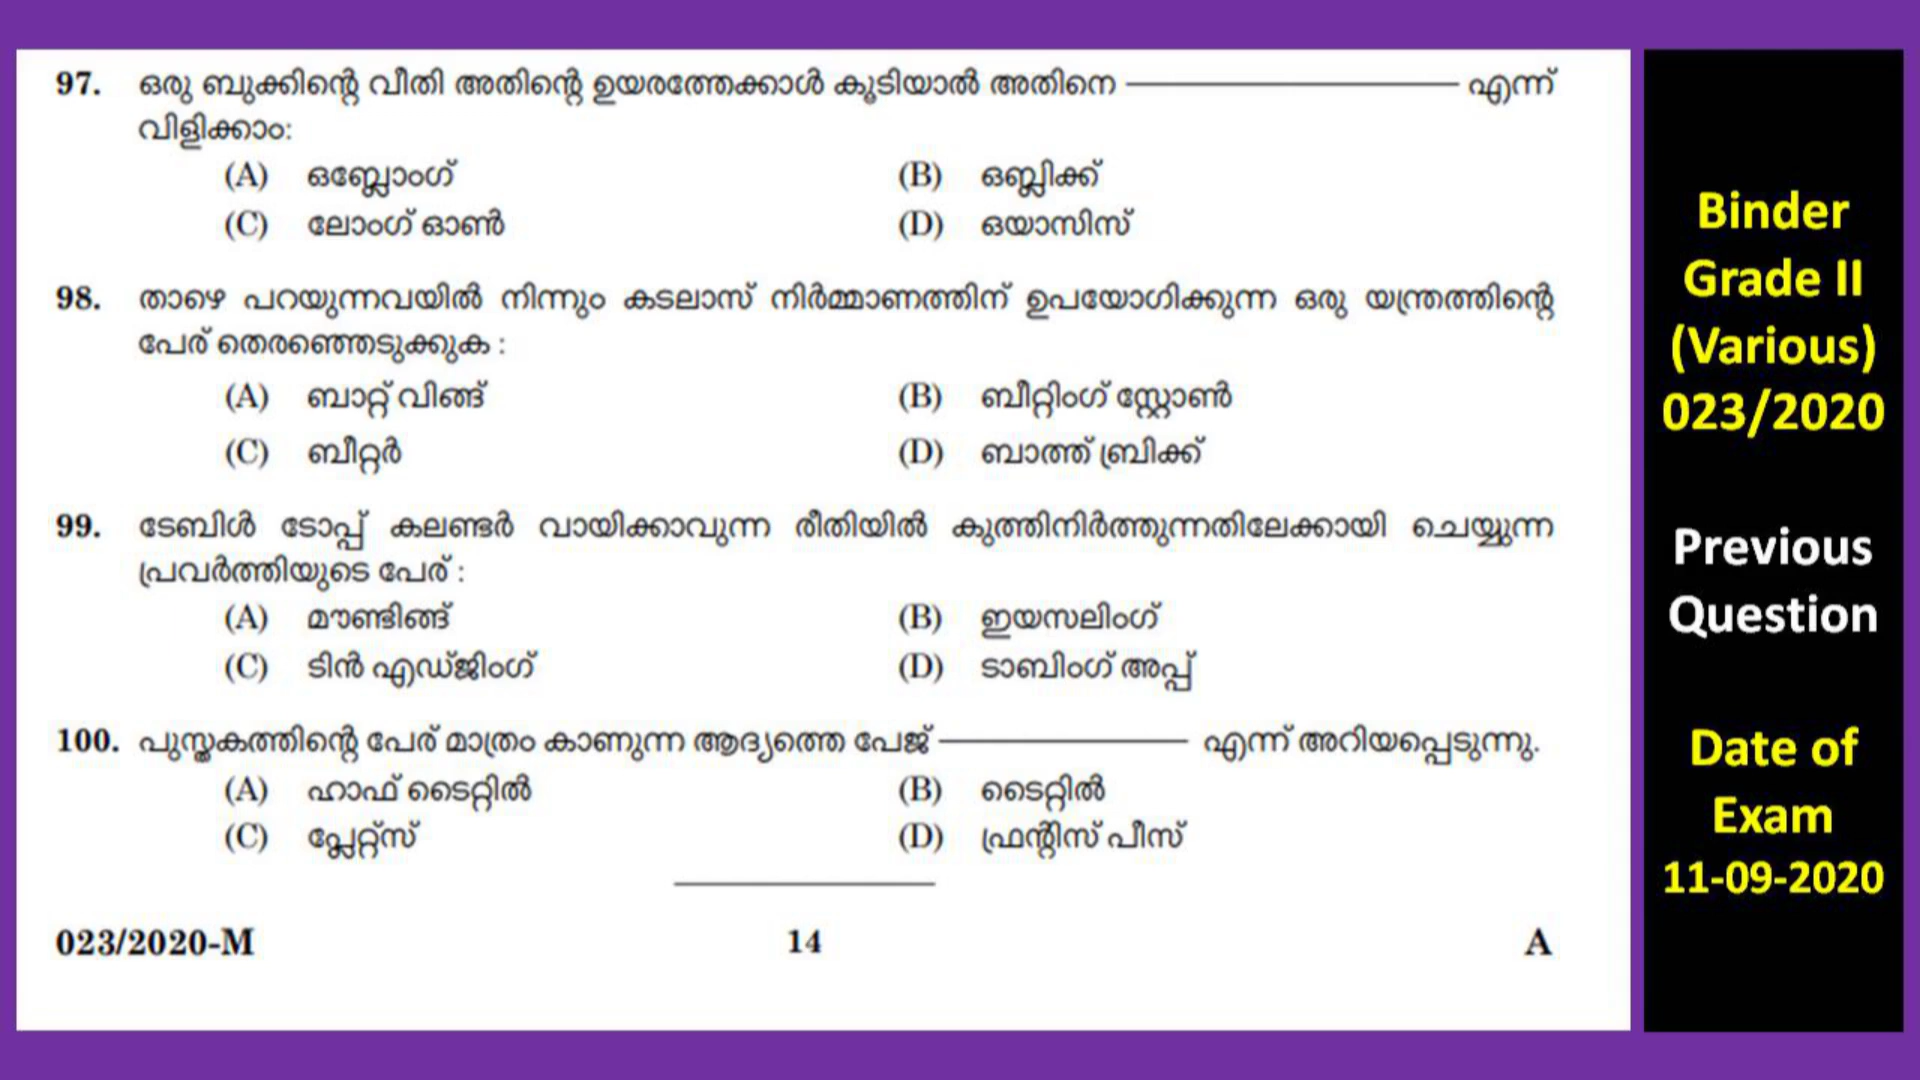 97. ഒരു ബുക്കിന്റെ വീതി അതിന്റെ ഉയരത്തേക്കാൾ കൂടിയാൽ അതിനെ ———————— എന്ന്
വിളിക്കാം:
(A) ഒബ്ലോംഗ് (B) ഒബ്ലിക്ക്
(C) ലോംഗ് ഓൺ (D) ഒയാസിസ്
98. താഴെ പറയുന്നവയിൽ നിന്നും കടലാസ് നിർമ്മാണത്തിന് ഉപയോഗിക്കുന്ന ഒരു യന്ത്രത്തിന്റെ
പേര് തെരഞ്ഞെടുക്കുക :
(A) ബാറ്റ് വിങ്ങ് (B) ബീറ്റിംഗ് സ്റ്റോൺ
(C) ബീറ്റർ (D) ബാത്ത് ബ്രിക്ക്
99. ടേബിൾ ടോപ്പ് കലണ്ടർ വായിക്കാവുന്ന രീതിയിൽ കുത്തിനിർത്തുന്നതിലേക്കായി ചെയ്യുന്ന
പ്രവർത്തിയുടെ പേര് :
(A) മൗണ്ടിങ്ങ് (B) ഇയസലിംഗ്
(C) ടിൻ എഡ്ജിംഗ് (D) ടാബിംഗ് അപ്പ്
100. പുസ്തകത്തിന്റെ പേര് മാത്രം കാണുന്ന ആദ്യത്തെ പേജ് ———————— എന്ന് അറിയപ്പെടുന്നു.
(A) ഹാഫ് ടൈറ്റിൽ (B) ടൈറ്റിൽ
(C) പ്ലേറ്റ്സ് (D) ഫ്രന്റിസ് പീസ്
023/2020-M 14 A
Binder
Grade II
(Various)
023/2020
Previous
Question
Date of
Exam
11-09-2020